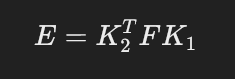 E = K_2^T F K_1